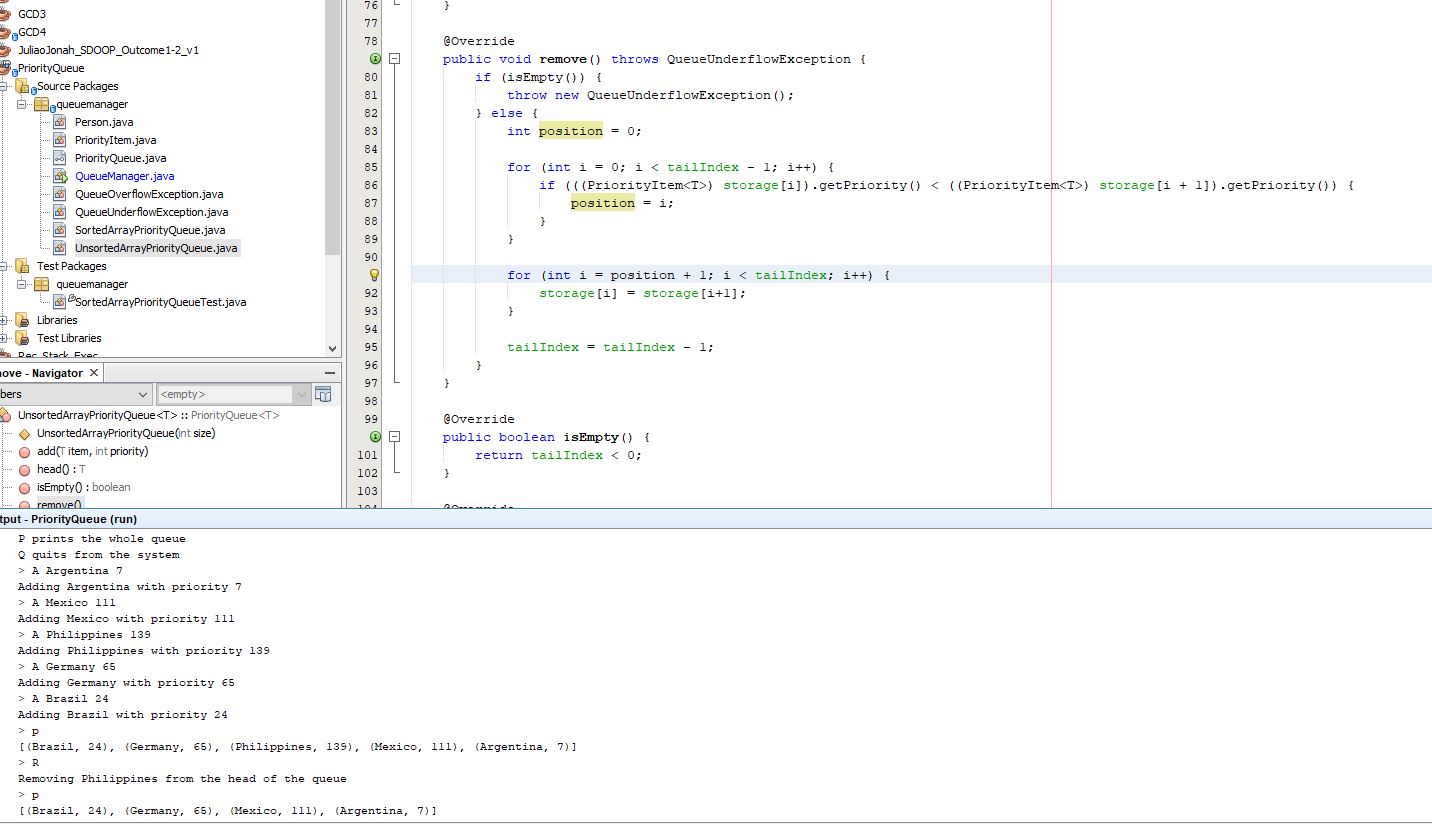 GCD3
GCD4
JuliaoJonah_SDOOP_Outcome1-2_v1
PriorityQueue
Source Packages
queuemanager
Person.java
PriorityItem.java
PriorityQueue.java
QueueManager.java
QueueOverflowException.java
QueueUnderflowException.java
SortedArrayPriorityQueue.java
UnsortedArrayPriorityQueue.java
Test Packages
queuemanager
SortedArrayPriorityQueueTest.java
Libraries
Test Libraries
Rec_Stack_Exec
ove - Navigator
bers
<empty>
UnsortedArrayPriorityQueue<T> :: PriorityQueue<T>
UnsortedArrayPriorityQueue(int size)
add(T item, int priority)
head() : T
isEmpty() : boolean
remove()
76 }
77
78 @Override
public void remove() throws QueueUnderflowException {
80 if (isEmpty()) {
81 throw new QueueUnderflowException();
82 } else {
83 int position = 0;
84
85 for (int i = 0; i < tailIndex - 1; i++) {
86 if (((PriorityItem<T>) storage[i]).getPriority() < ((PriorityItem<T>) storage[i + 1]).getPriority()) {
87 position = i;
88 }
89 }
90
for (int i = position + 1; i < tailIndex; i++) {
92 storage[i] = storage[i+1];
93 }
94
95 tailIndex = tailIndex - 1;
96 }
97 }
98
99 @Override
public boolean isEmpty() {
101 return tailIndex < 0;
102 }
103
104 @Override
tput - PriorityQueue (run)
P prints the whole queue
Q quits from the system
> A Argentina 7
Adding Argentina with priority 7
> A Mexico 111
Adding Mexico with priority 111
> A Philippines 139
Adding Philippines with priority 139
> A Germany 65
Adding Germany with priority 65
> A Brazil 24
Adding Brazil with priority 24
> p
[(Brazil, 24), (Germany, 65), (Philippines, 139), (Mexico, 111), (Argentina, 7)]
> R
Removing Philippines from the head of the queue
> p
[(Brazil, 24), (Germany, 65), (Mexico, 111), (Argentina, 7)]